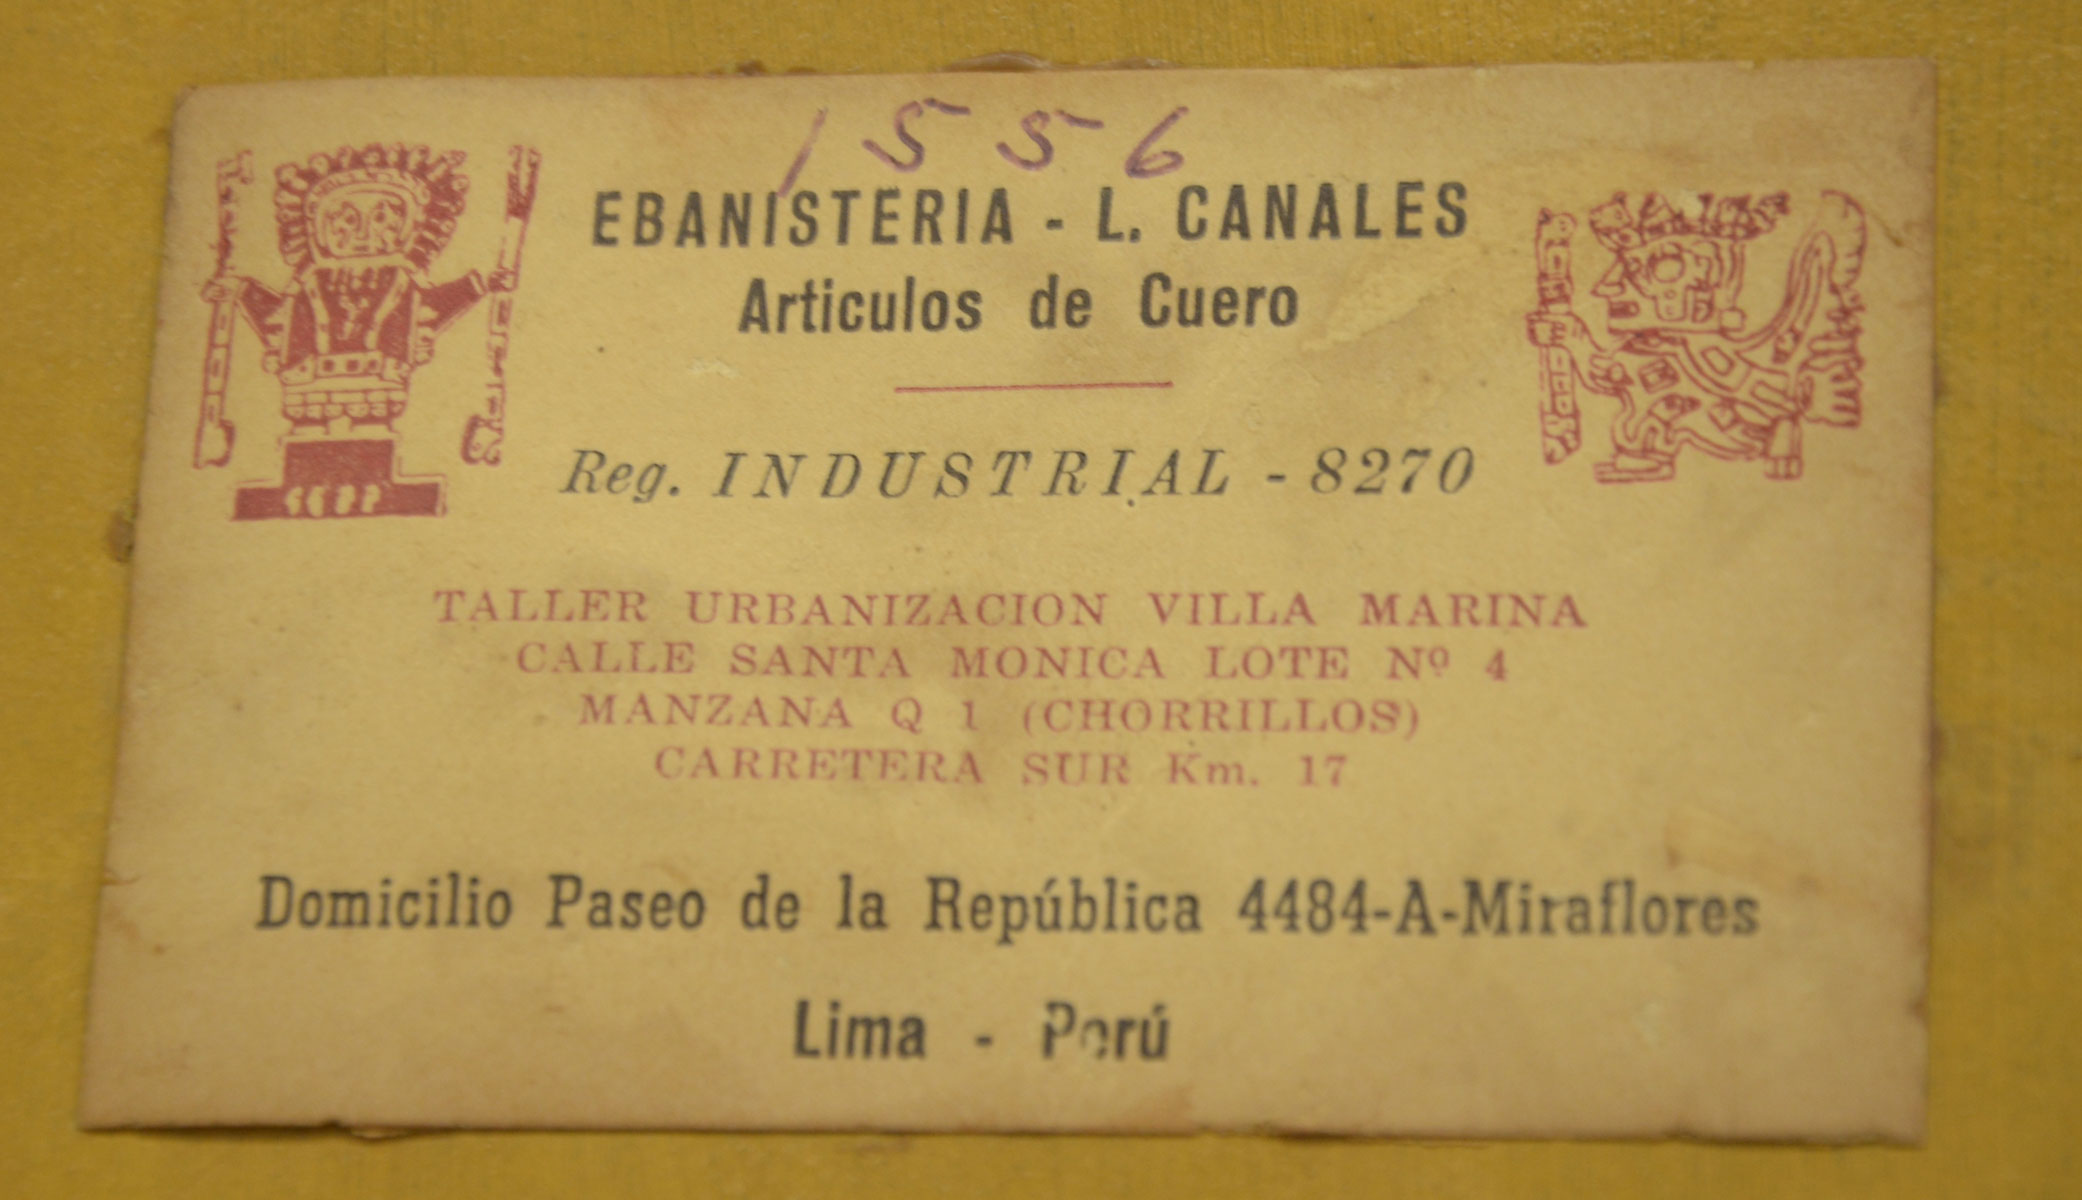 1556
EBANISTERIA - L. CANALES
Articulos de Cuero
Reg. INDUSTRIAL - 8270
TALLER URBANIZACION VILLA MARINA
CALLE SANTA MONICA LOTE Nº 4
MANZANA Q 1 (CHORRILLOS)
CARRETERA SUR Km. 17
Domicilio Paseo de la República 4484-A-Miraflores
Lima - Perú